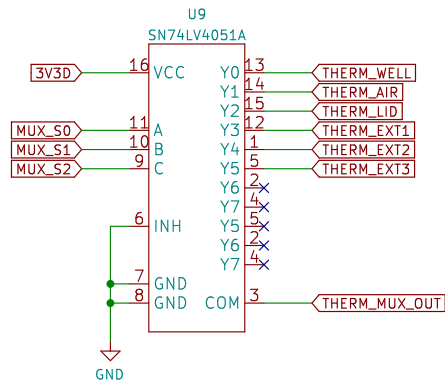 U9
SN74LV4051A
3V3D 16 VCC Y0 13 THERM_WELL
Y1 14 THERM_AIR
Y2 15 THERM_LID
MUX_S0 11 A Y3 12 THERM_EXT1
MUX_S1 10 B Y4 1 THERM_EXT2
MUX_S2 9 C Y5 5 THERM_EXT3
Y6 2
Y7 4
6 INH Y5 5
Y6 2
Y7 4
7 GND
8 GND COM 3 THERM_MUX_OUT
GND